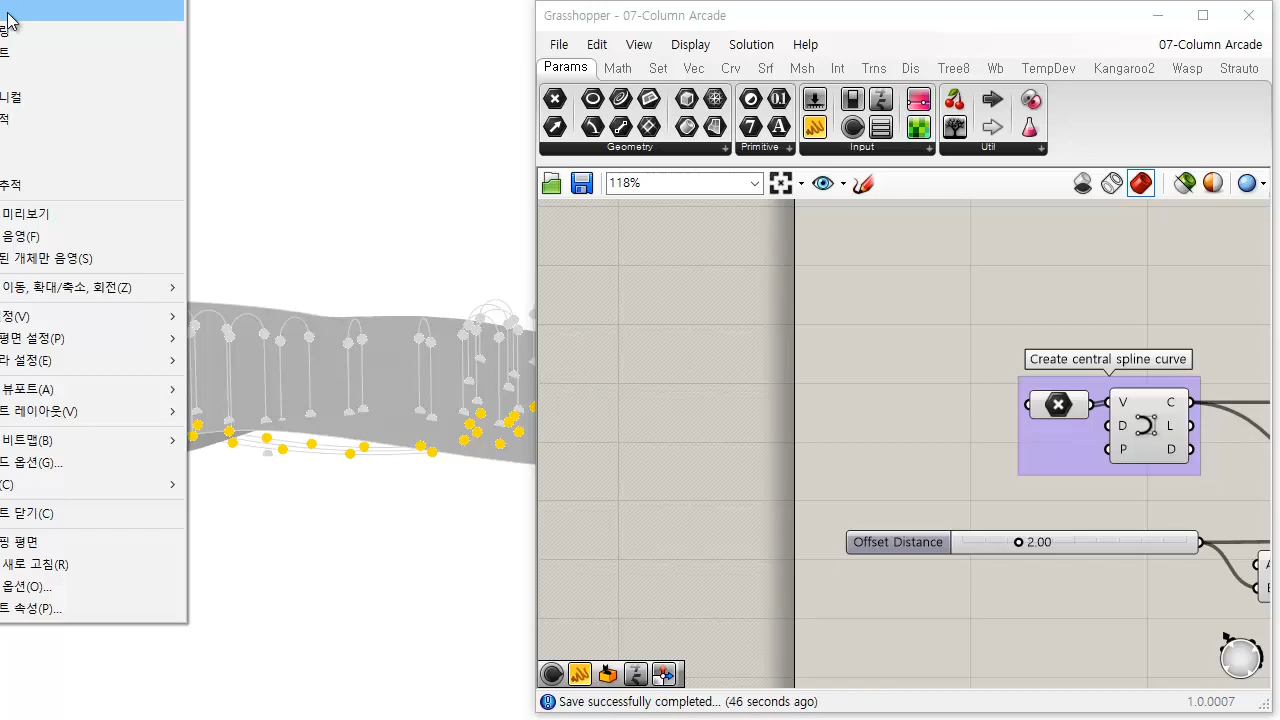 링
트
니컬
적
추적
미리보기
음영(F)
된 개체만 음영(S)
이동, 확대/축소, 회전(Z)
정(V)
평면 설정(P)
라 설정(E)
뷰포트(A)
트 레이아웃(V)
비트맵(B)
드 옵션(G)...
(C)
트 닫기(C)
핑 평면
새로 고침(R)
옵션(O)...
트 속성(P)...
Grasshopper - 07-Column Arcade
File Edit View Display Solution Help 07-Column Arcade
Params Math Set Vec Crv Srf Msh Int Trns Dis Tree8 Wb TempDev Kangaroo2 Wasp Strauto
Geometry Primitive Input Util
118%
Create central spline curve
V C
D L
P D
Offset Distance 2.00
Save successfully completed... (46 seconds ago) 1.0.0007